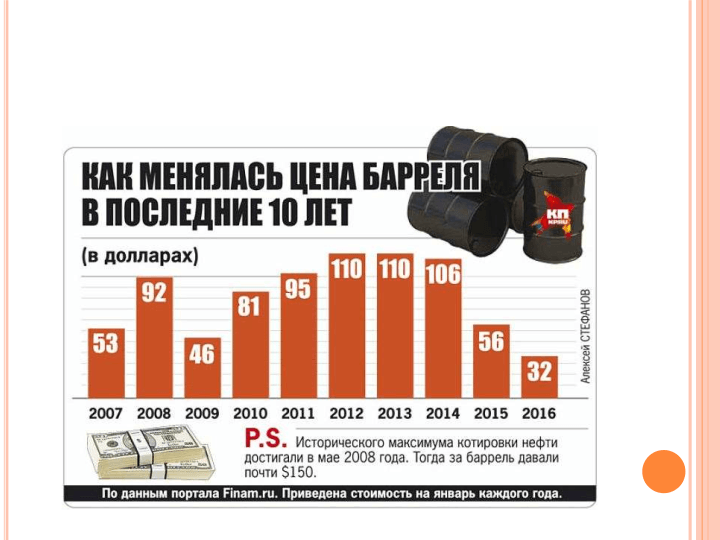 КАК МЕНЯЛАСЬ ЦЕНА БАРРЕЛЯ
В ПОСЛЕДНИЕ 10 ЛЕТ
КП
(в долларах)
53
92
46
81
95
110
110
106
56
32
2007 2008 2009 2010 2011 2012 2013 2014 2015 2016
Алексей СТЕФАНОВ
P.S. Исторического максимума котировки нефти
достигали в мае 2008 года. Тогда за баррель давали
почти $150.
По данным портала Finam.ru. Приведена стоимость на январь каждого года.